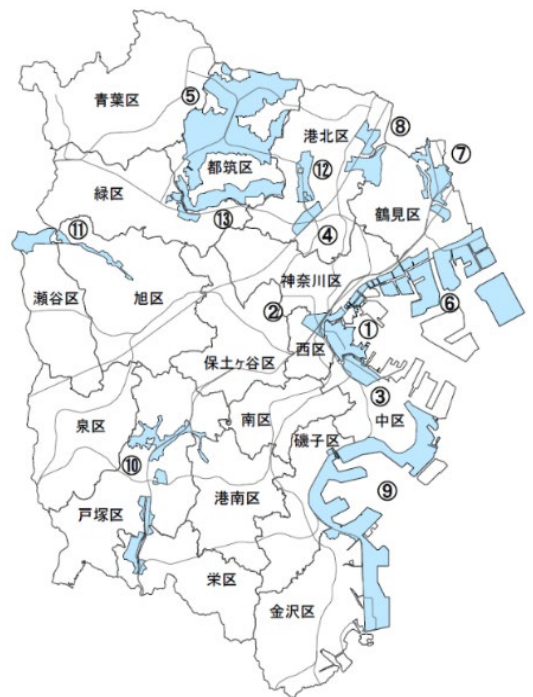 青葉区
⑤
港北区
⑧
⑦
都筑区
⑫
緑区
鶴見区
⑬
④
⑪
神奈川区
瀬谷区
旭区
⑥
②
①
西区
保土ヶ谷区
③
南区
中区
泉区
磯子区
⑩
港南区
⑨
戸塚区
栄区
金沢区